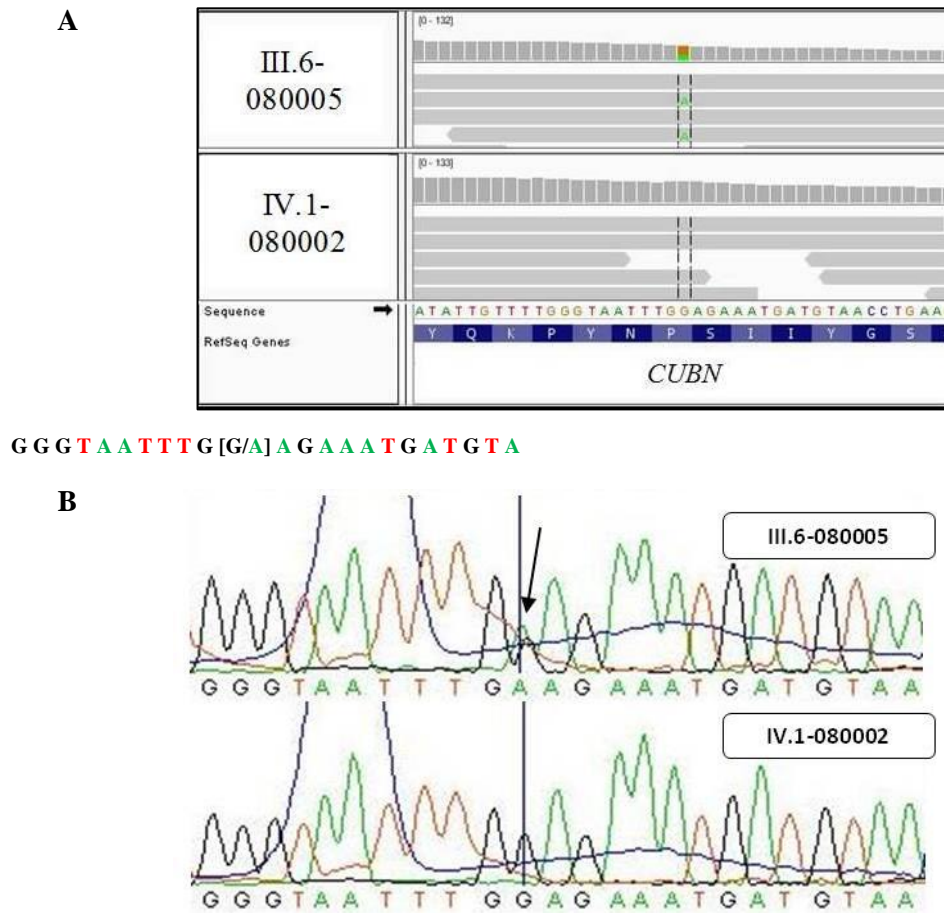 A
[0 - 132]
III.6-
080005
A
A
[0 - 133]
IV.1-
080002
Sequence
A T A T T G T T T T G G G T A A T T T G G A G A A A T G A T G T A A C C T G A A
RefSeq Genes
Y Q K P Y N P S I I Y G S
CUBN
G G G T A A T T T G [G/A] A G A A A T G A T G T A
B
III.6-080005
G G G T A A T T T G A A G A A A T G A T G T A A
IV.1-080002
G G G T A A T T T G G A G A A A T G A T G T A A